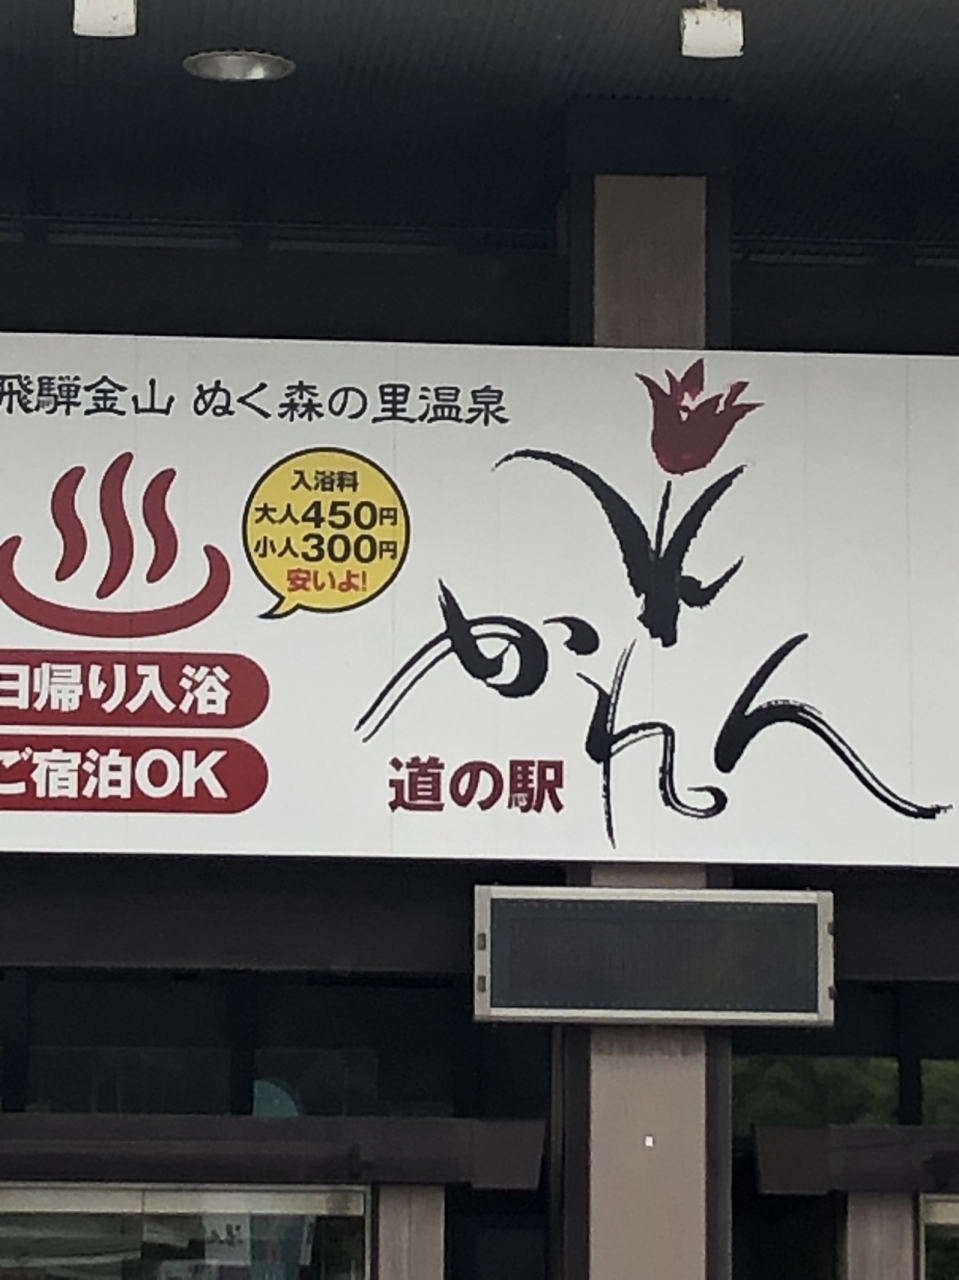 飛騨金山 ぬく森の里温泉
入浴料
大人450円
小人300円
安いよ!
日帰り入浴
ご宿泊OK
道の駅
かれん